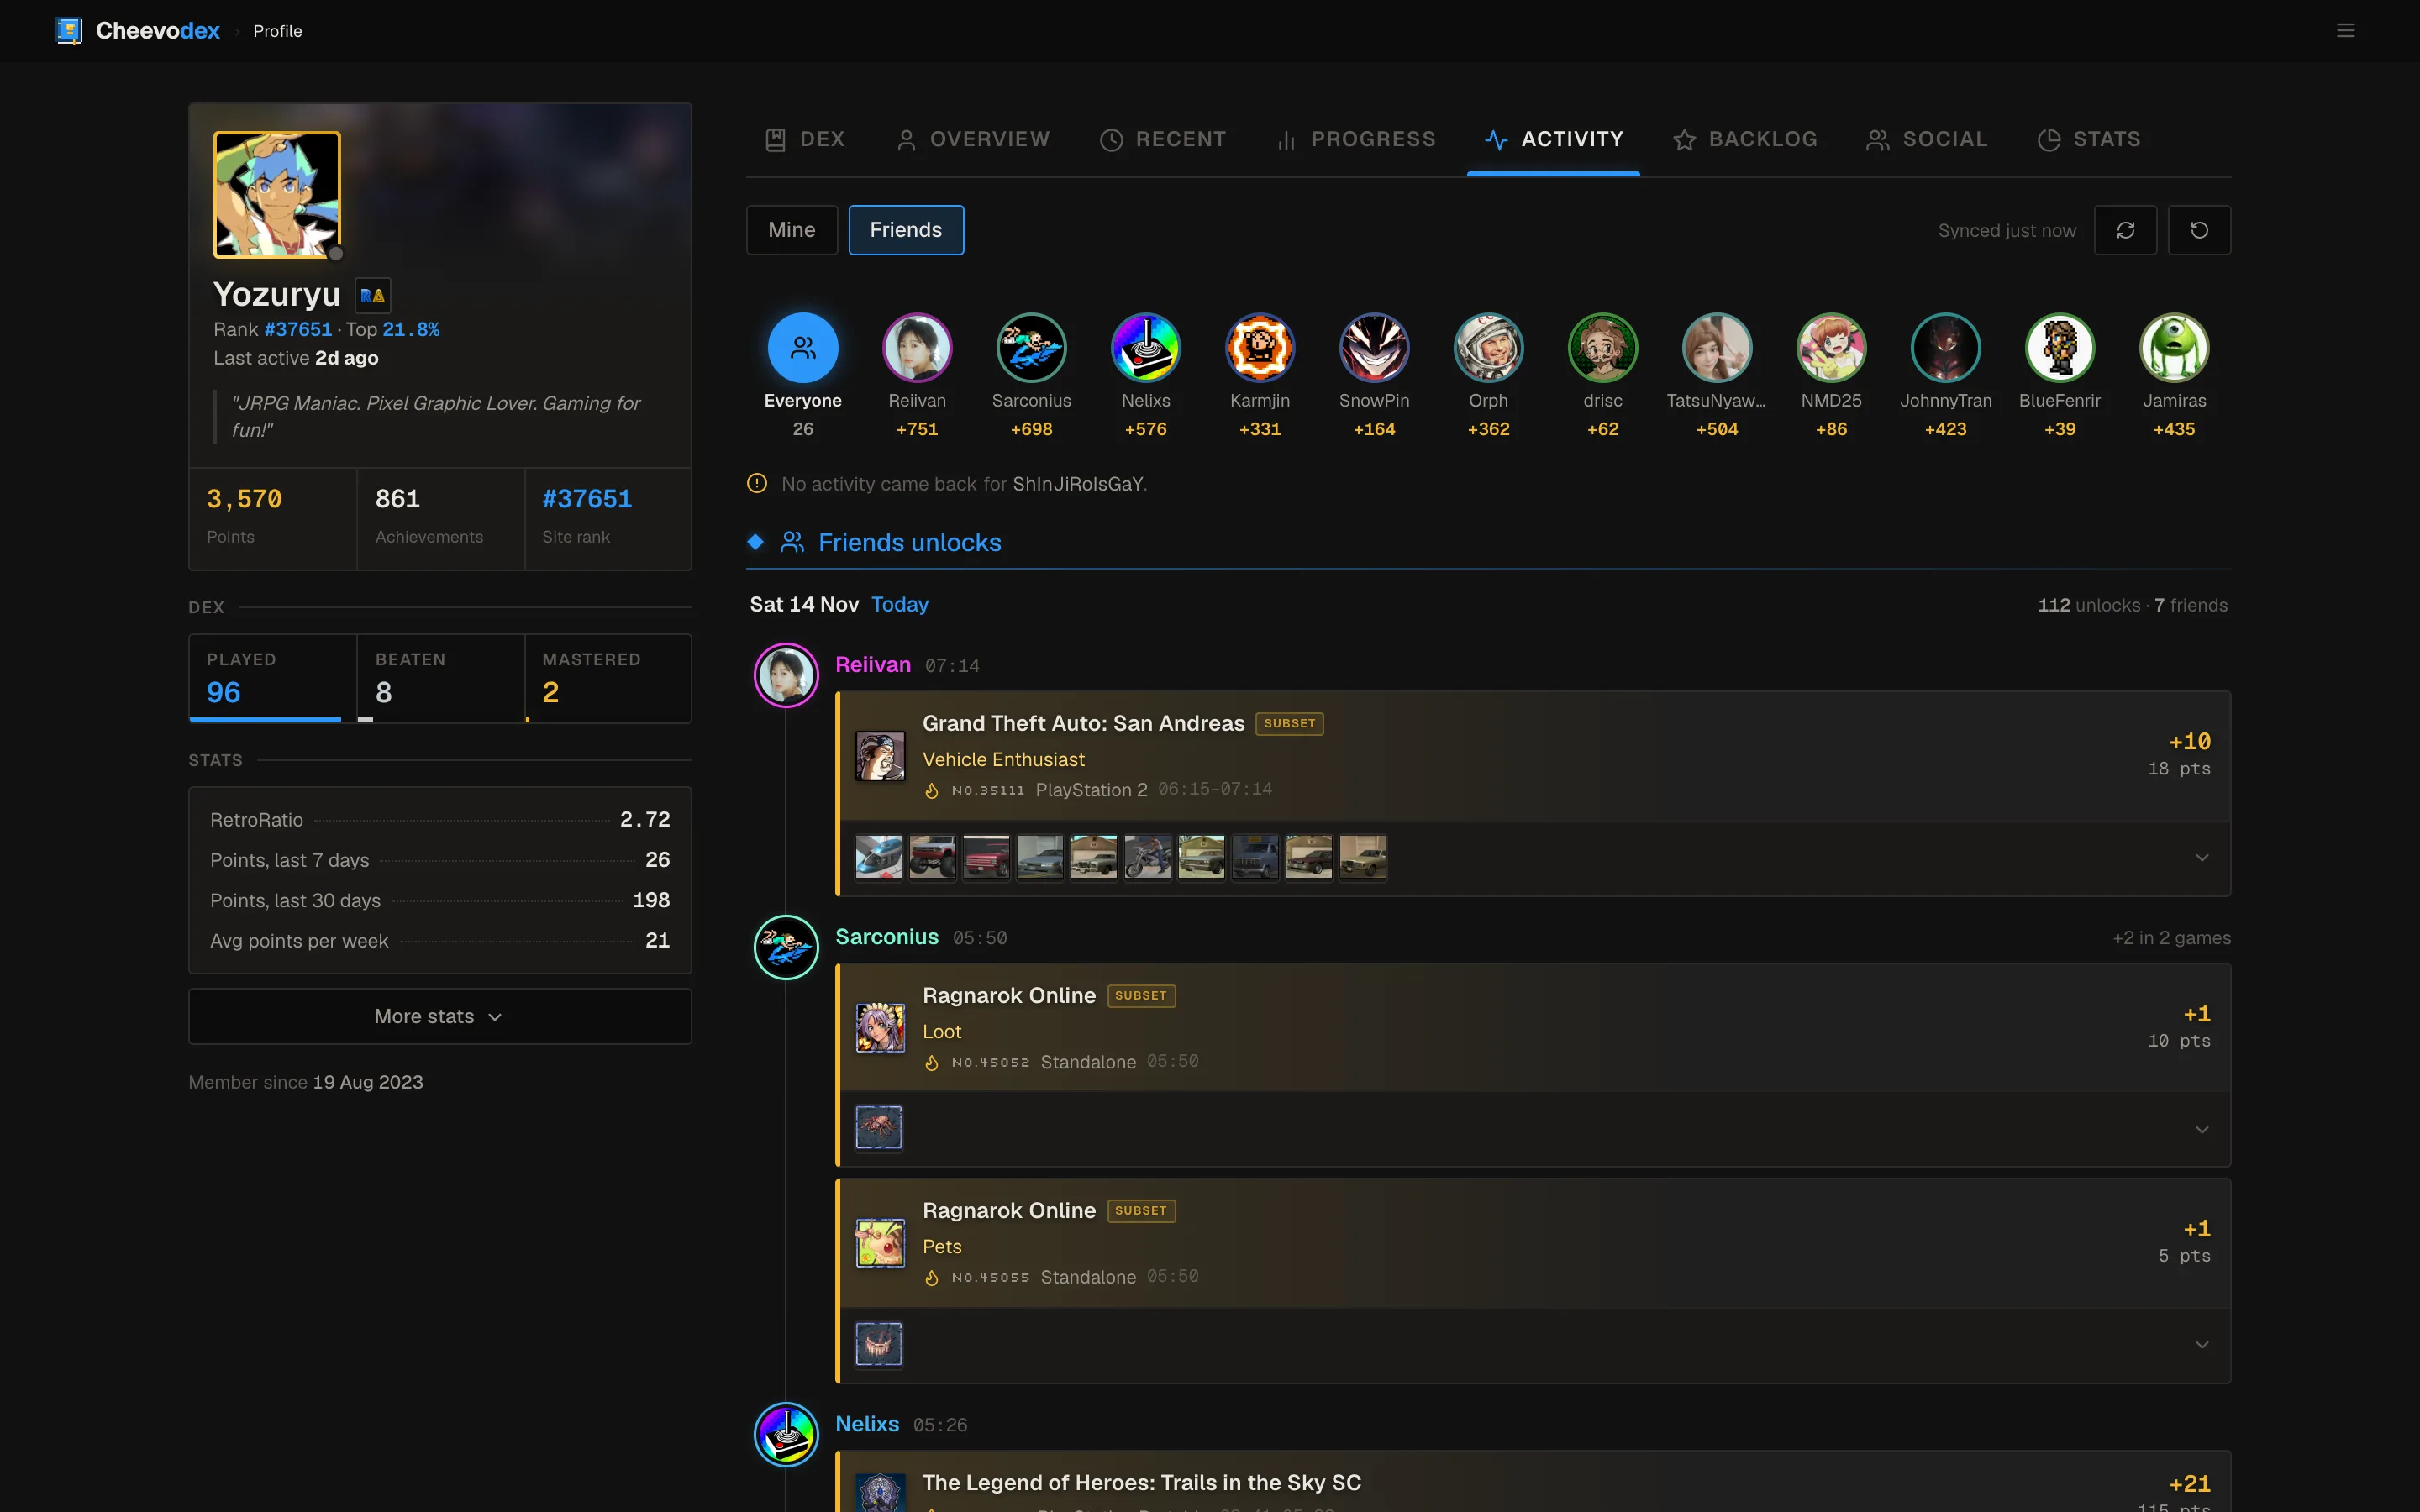 Cheevodex › Profile
DEX OVERVIEW RECENT PROGRESS ACTIVITY BACKLOG SOCIAL STATS
Yozuryu RA
Rank #37651 · Top 21.8%
Last active 2d ago
"JRPG Maniac. Pixel Graphic Lover. Gaming for
fun!"
3,570 861 #37651
Points Achievements Site rank
DEX
PLAYED BEATEN MASTERED
96 8 2
STATS
RetroRatio 2.72
Points, last 7 days 26
Points, last 30 days 198
Avg points per week 21
More stats
Member since 19 Aug 2023
Mine Friends Synced just now
Everyone Reiivan Sarconius Nelixs Karmjin SnowPin Orph drisc TatsuNyaw... NMD25 JohnnyTran BlueFenrir Jamiras
26 +751 +698 +576 +331 +164 +362 +62 +504 +86 +423 +39 +435
No activity came back for ShInJiRoIsGaY.
Friends unlocks
Sat 14 Nov Today 112 unlocks · 7 friends
Reiivan 07:14
Grand Theft Auto: San Andreas SUBSET
Vehicle Enthusiast
No.35111 PlayStation 2 06:15–07:14
+10
18 pts
Sarconius 05:50 +2 in 2 games
Ragnarok Online SUBSET
Loot
No.45052 Standalone 05:50
+1
10 pts
Ragnarok Online SUBSET
Pets
No.45055 Standalone 05:50
+1
5 pts
Nelixs 05:26
The Legend of Heroes: Trails in the Sky SC
+21